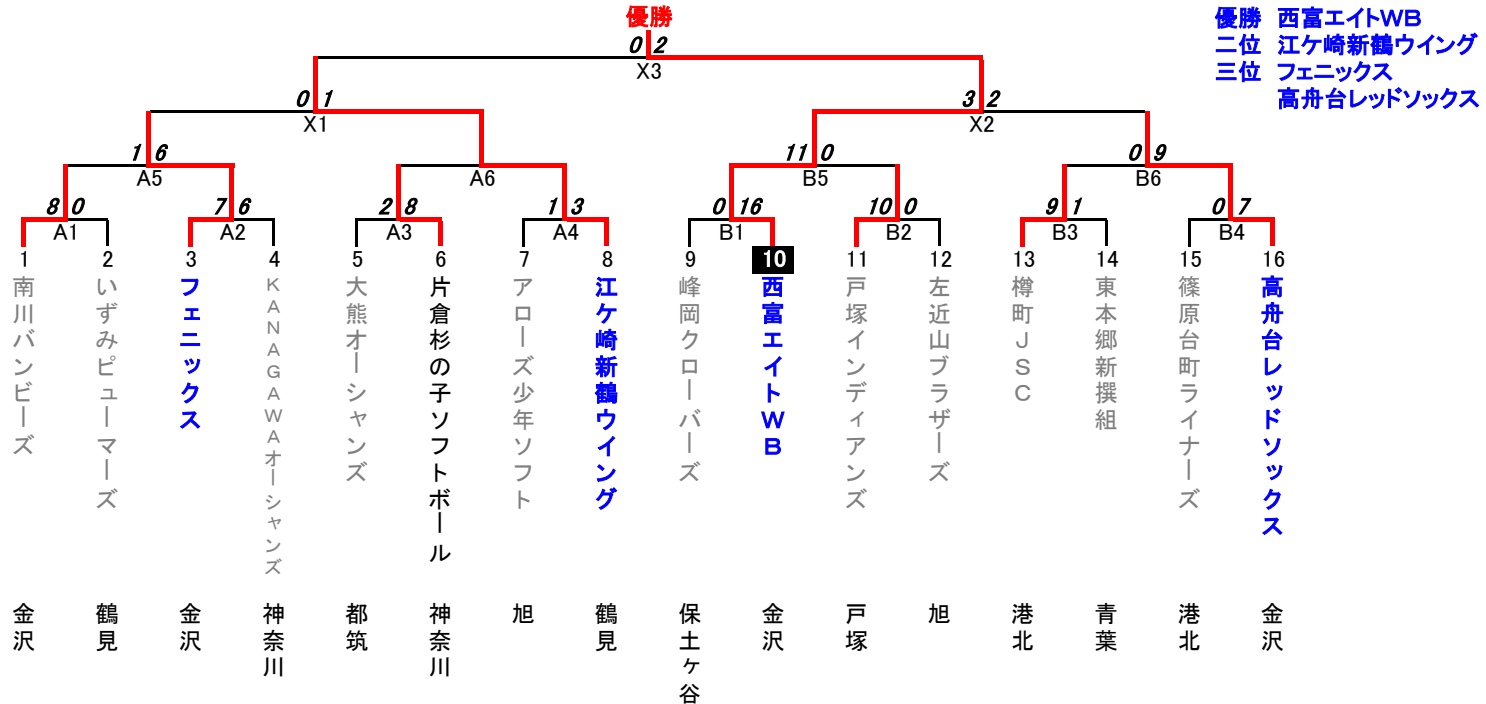 優勝
優勝 西富エイトWB
二位 江ケ崎新鶴ウイング
三位 フェニックス
高舟台レッドソックス
0 2
X3
0 1
X1
3 2
X2
1 6
A5
A6
11 0
B5
0 9
B6
8 0
A1
7 6
A2
2 8
A3
1 3
A4
0 16
B1
10 0
B2
9 1
B3
0 7
B4
1 2 3 4 5 6 7 8 9 10 11 12 13 14 15 16
南川バンビーズ
いずみピューマーズ
フェニックス
KANAGAWAオーシャンズ
大熊オーシャンズ
片倉杉の子ソフトボール
アローズ少年ソフト
江ケ崎新鶴ウイング
峰岡クローバーズ
西富エイトWB
戸塚インディアンズ
左近山ブラザーズ
樽町JSC
東本郷新撰組
篠原台町ライナーズ
高舟台レッドソックス
金沢
鶴見
金沢
神奈川
都筑
神奈川
旭
鶴見
保土ヶ谷
金沢
戸塚
旭
港北
青葉
港北
金沢